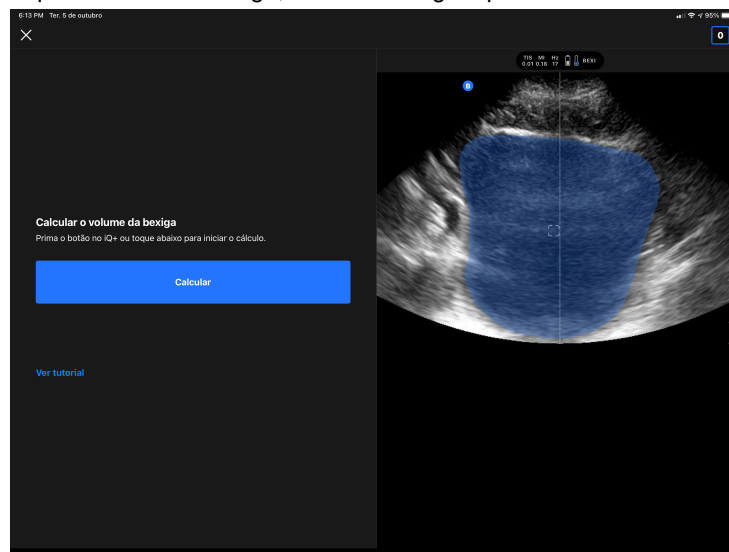 6:13 PM Ter. 5 de outubro
95%
0
TIS MI Hz
0.01 0.18 17 BEXI
B
Calcular o volume da bexiga
Prima o botão no iQ+ ou toque abaixo para iniciar o cálculo.
Calcular
Ver tutorial